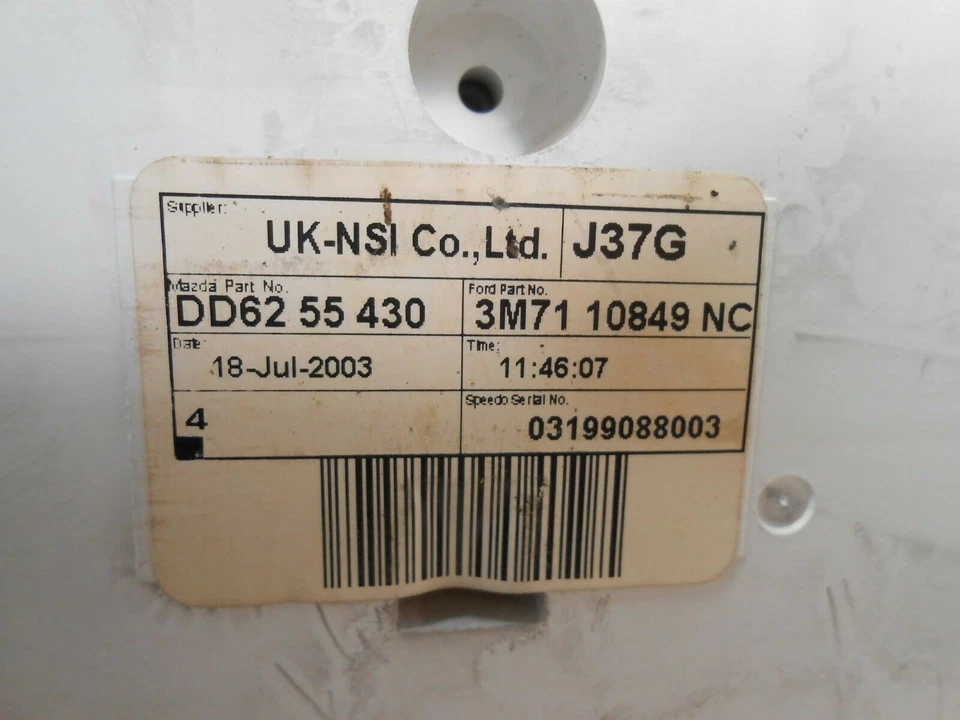 Supplier:
UK-NSI Co.,Ltd. J37G
Mazda Part No. Ford Part No.
DD62 55 430 3M71 10849 NC
Date: Time:
18-Jul-2003 11:46:07
Speedo Serial No.
4 03199088003